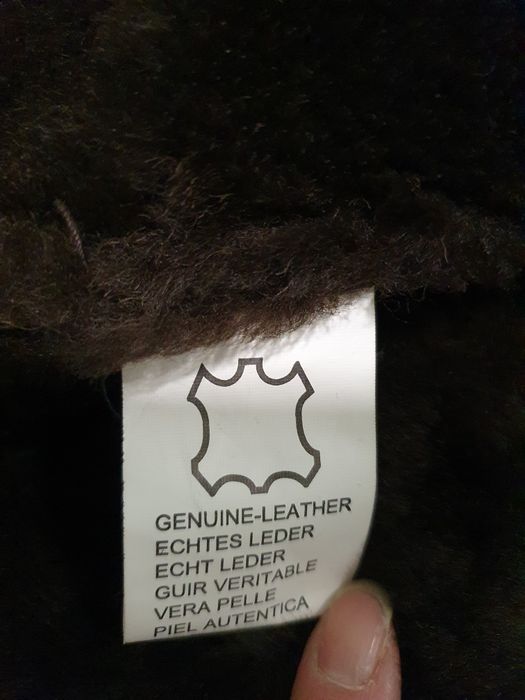 GENUINE-LEATHER
ECHTES LEDER
ECHT LEDER
GUIR VERITABLE
VERA PELLE
PIEL AUTENTICA